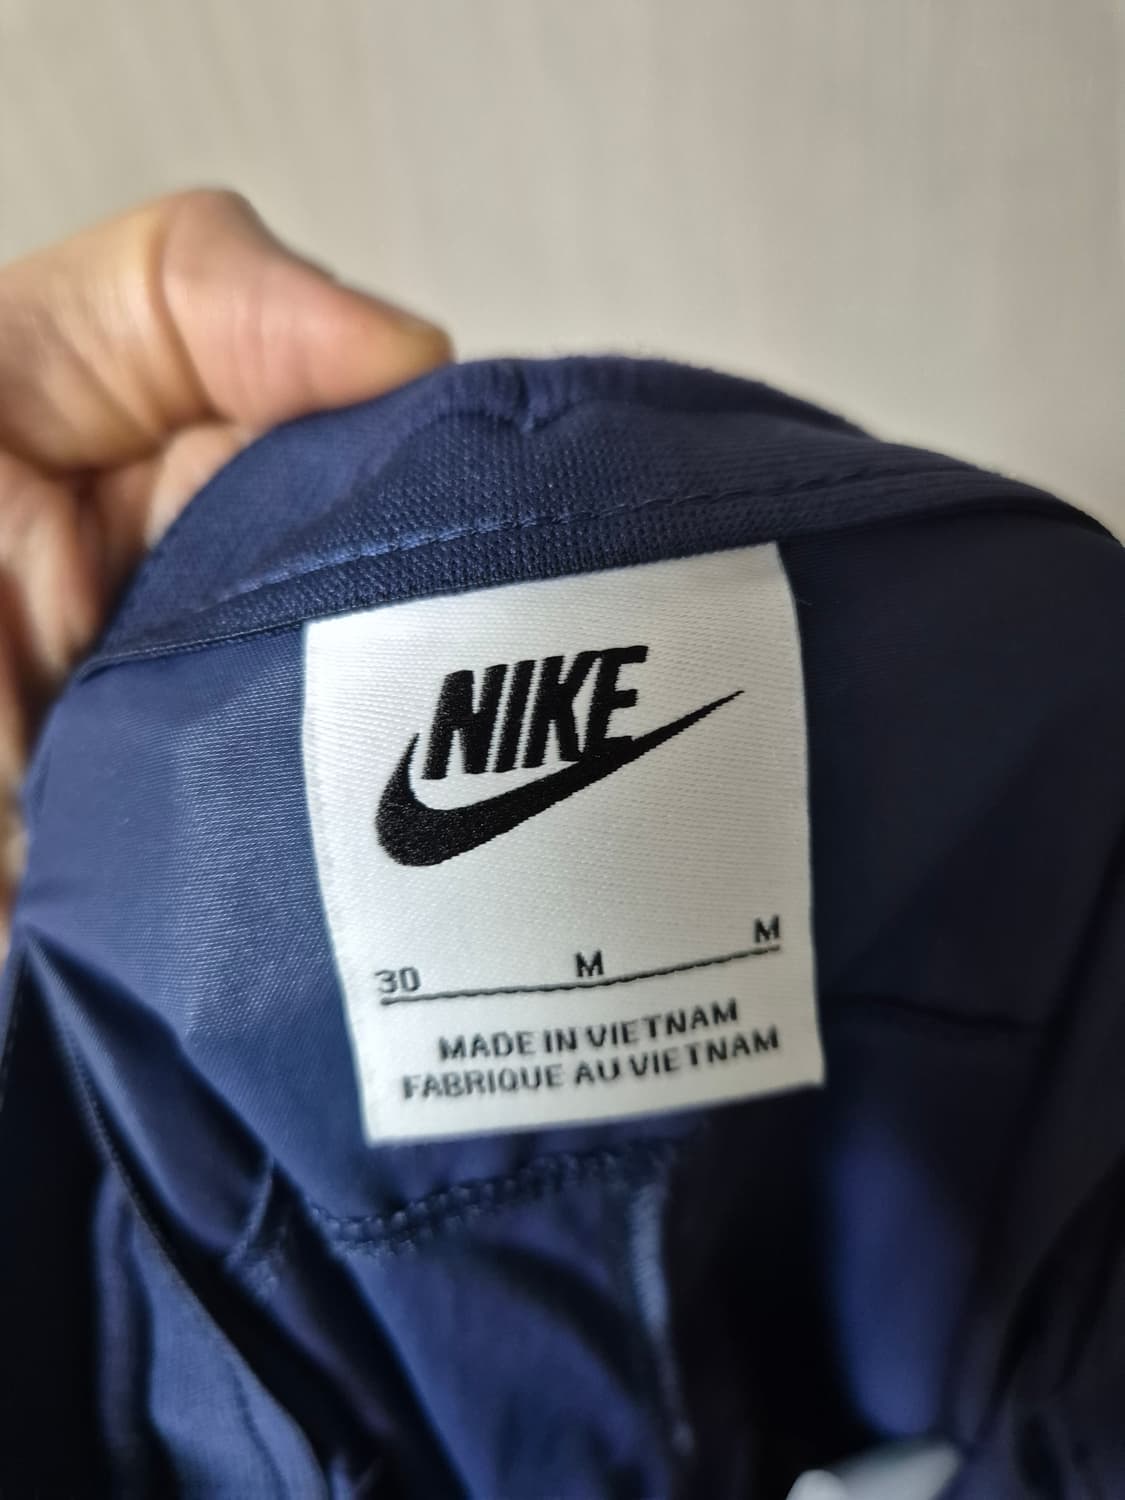 NIKE
30 M M
MADE IN VIETNAM
FABRIQUE AU VIETNAM